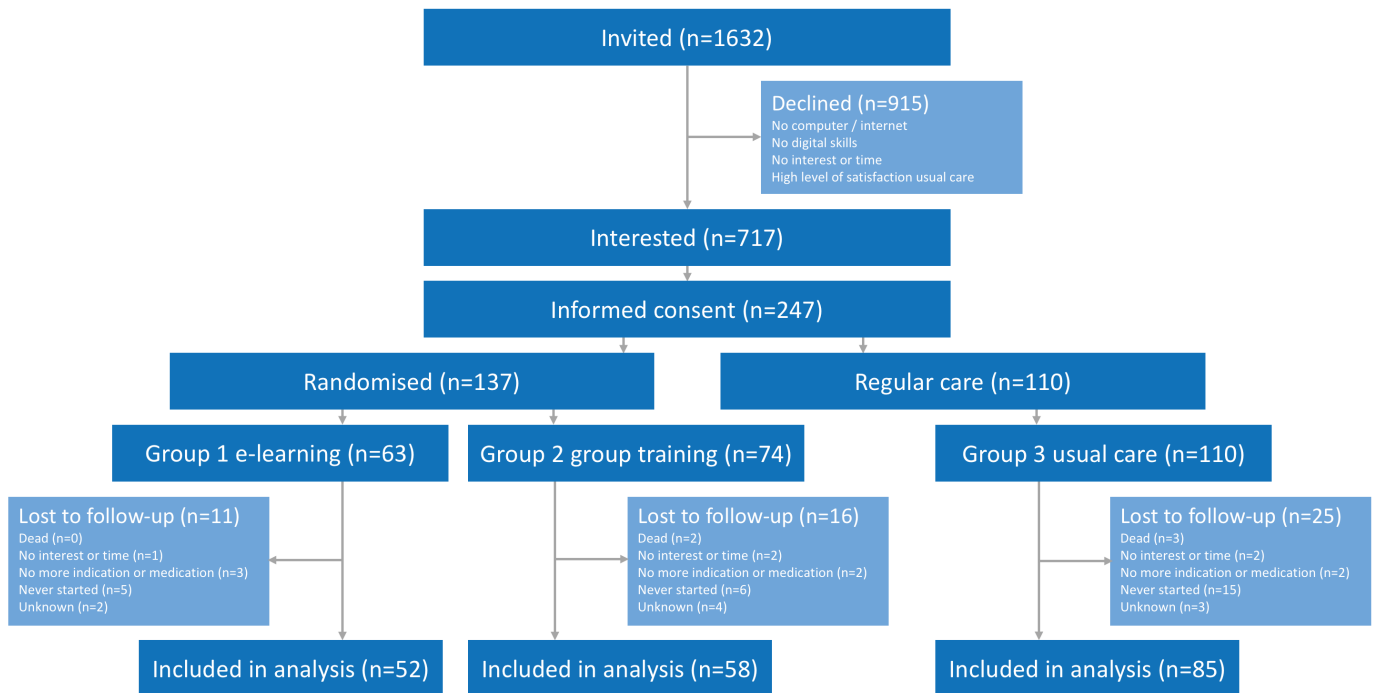 Invited (n=1632)
Declined (n=915)
No computer / internet
No digital skills
No interest or time
High level of satisfaction usual care
Interested (n=717)
Informed consent (n=247)
Randomised (n=137)
Regular care (n=110)
Group 1 e-learning (n=63)
Group 2 group training (n=74)
Group 3 usual care (n=110)
Lost to follow-up (n=11)
Dead (n=0)
No interest or time (n=1)
No more indication or medication (n=3)
Never started (n=5)
Unknown (n=2)
Lost to follow-up (n=16)
Dead (n=2)
No interest or time (n=2)
No more indication or medication (n=2)
Never started (n=6)
Unknown (n=4)
Lost to follow-up (n=25)
Dead (n=3)
No interest or time (n=2)
No more indication or medication (n=2)
Never started (n=15)
Unknown (n=3)
Included in analysis (n=52)
Included in analysis (n=58)
Included in analysis (n=85)